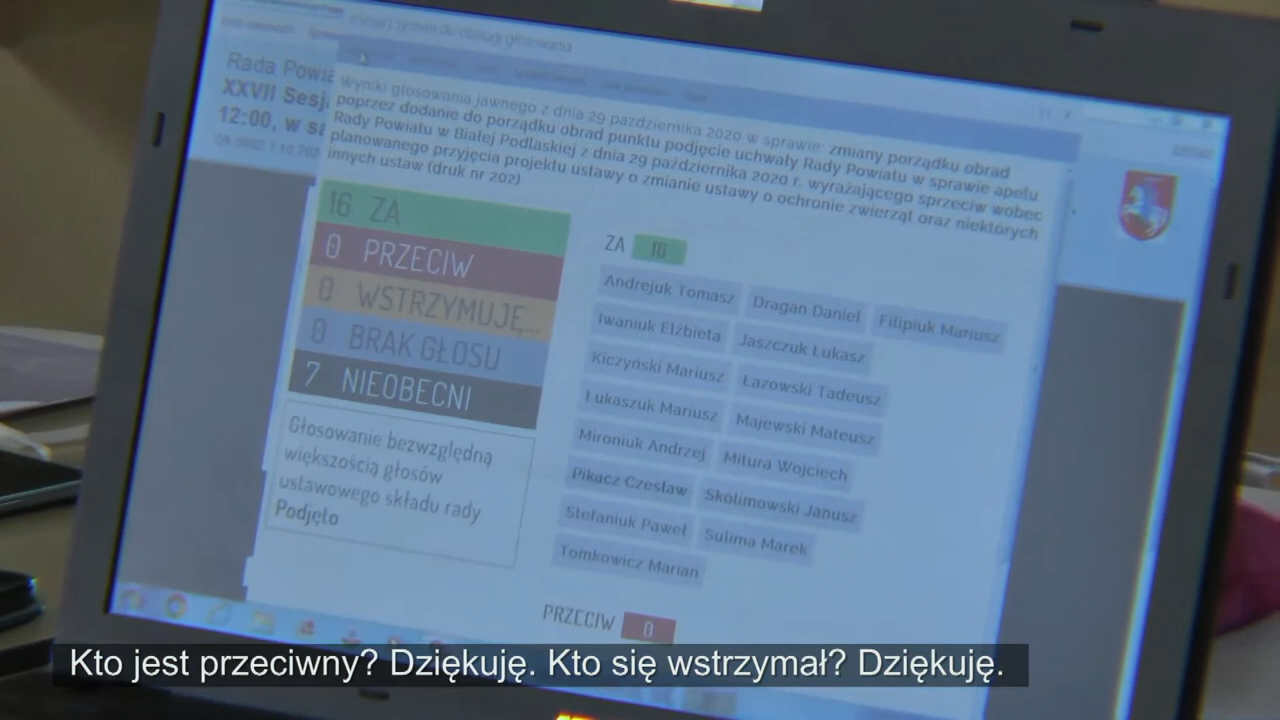 Rada Powia
XXVII Sesj
12:00, w sa
Wyniki głosowania jawnego z dnia 29 października 2020 w sprawie: zmiany porządku obrad
poprzez dodanie do porządku obrad punktu podjęcie uchwały Rady Powiatu w sprawie apelu
Rady Powiatu w Białej Podlaskiej z dnia 29 października 2020 r. wyrażającego sprzeciw wobec
planowanego przyjęcia projektu ustawy o zmianie ustawy o ochronie zwierząt oraz niektórych
innych ustaw (druk nr 202)
16 ZA
0 PRZECIW
0 WSTRZYMUJĘ...
0 BRAK GŁOSU
7 NIEOBECNI
Głosowanie bezwzględną
większością głosów
ustawowego składu rady
Podjęto
ZA 16
Andrejuk Tomasz Dragan Daniel Filipiuk Mariusz
Iwaniuk Elżbieta Jaszczuk Łukasz
Kiczyński Mariusz Łazowski Tadeusz
Łukaszuk Mariusz Majewski Mateusz
Mironiuk Andrzej Mitura Wojciech
Pikacz Czesław Skólimowski Janusz
Stefaniuk Paweł Sulima Marek
Tomkowicz Marian
PRZECIW 0
Kto jest przeciwny? Dziękuję. Kto się wstrzymał? Dziękuję.